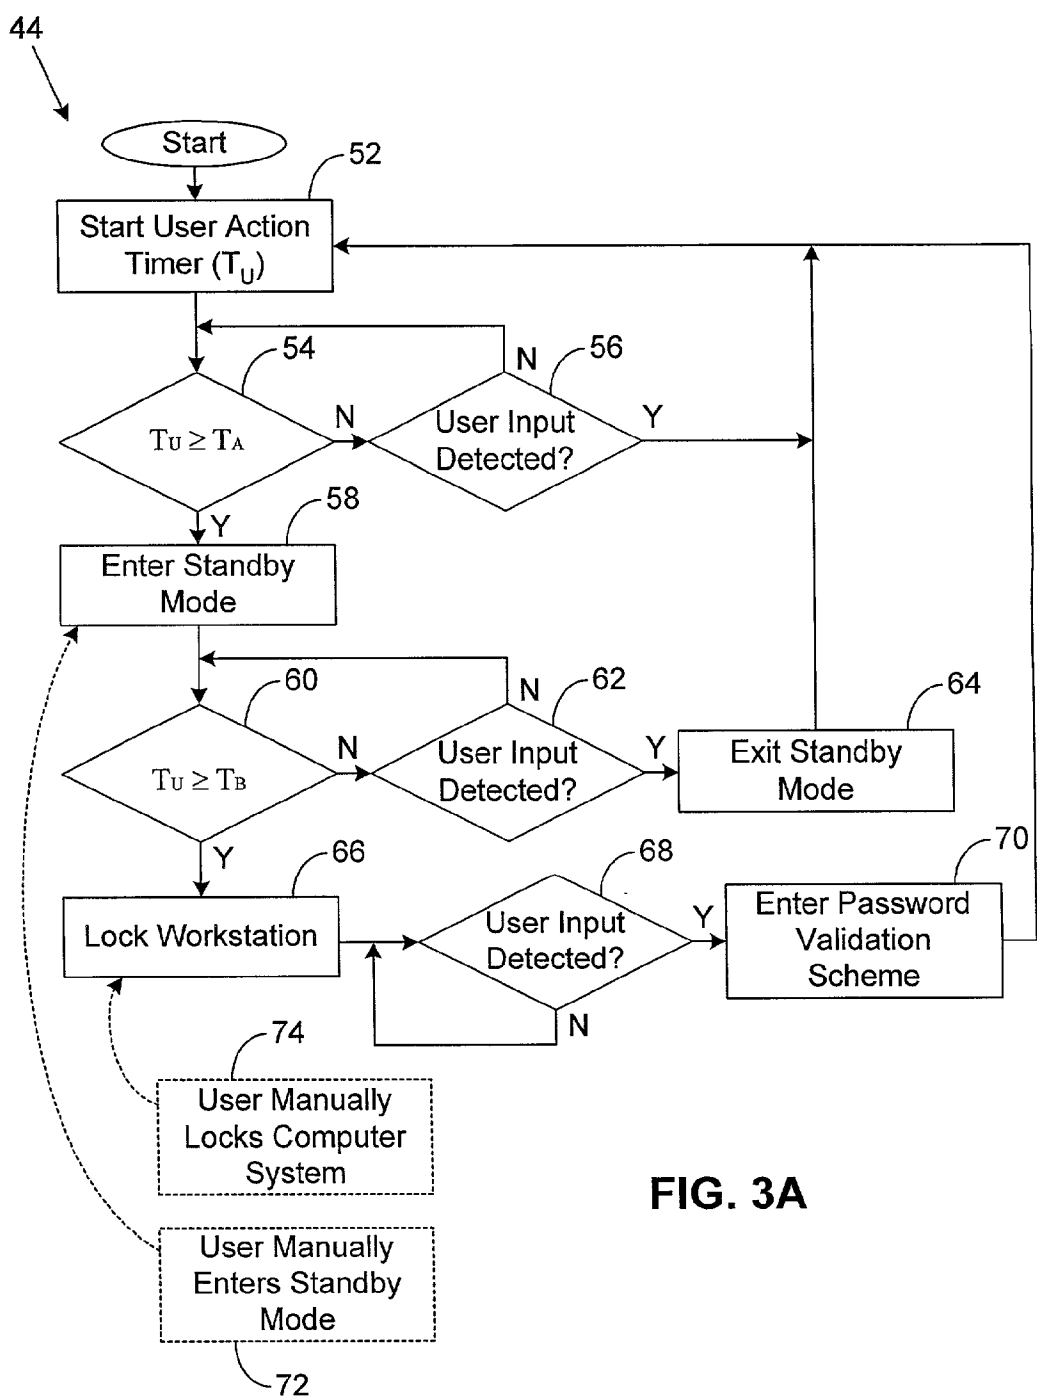 44
Start
52
Start User Action
Timer (TU)
54
N
56
TU ≥ TA
N
User Input
Detected?
Y
Y
58
Enter Standby
Mode
60
N
62
64
TU ≥ TB
N
User Input
Detected?
Y
Exit Standby
Mode
Y
66
68
70
Lock Workstation
User Input
Detected?
Y
Enter Password
Validation
Scheme
N
74
User Manually
Locks Computer
System
FIG. 3A
User Manually
Enters Standby
Mode
72